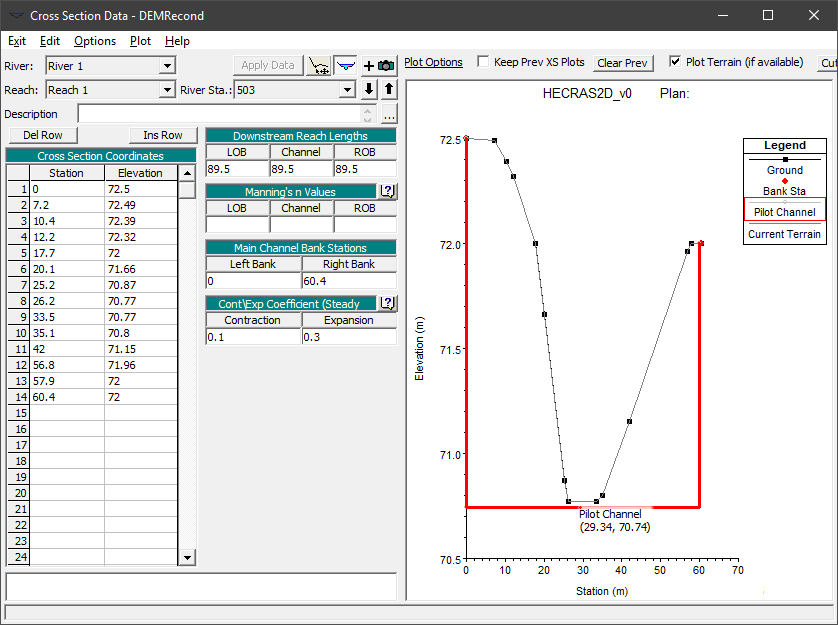 Cross Section Data - DEMRecond
Exit Edit Options Plot Help
River: River 1 Apply Data Plot Options Keep Prev XS Plots Clear Prev Plot Terrain (if available) Cut
Reach: Reach 1 River Sta.: 503
Description ...
Del Row Ins Row
Cross Section Coordinates
Station Elevation
1 0 72.5
2 7.2 72.49
3 10.4 72.39
4 12.2 72.32
5 17.7 72
6 20.1 71.66
7 25.2 70.87
8 26.2 70.77
9 33.5 70.77
10 35.1 70.8
11 42 71.15
12 56.8 71.96
13 57.9 72
14 60.4 72
15
16
17
18
19
20
21
22
23
24
Downstream Reach Lengths
LOB Channel ROB
89.5 89.5 89.5
Manning's n Values
LOB Channel ROB
Main Channel Bank Stations
Left Bank Right Bank
0 60.4
Cont\Exp Coefficient (Steady
Contraction Expansion
0.1 0.3
HECRAS2D_v0 Plan:
Elevation (m)
72.5
72.0
71.5
71.0
70.5
Pilot Channel
(29.34, 70.74)
0 10 20 30 40 50 60 70
Station (m)
Legend
Ground
Bank Sta
Pilot Channel
Current Terrain